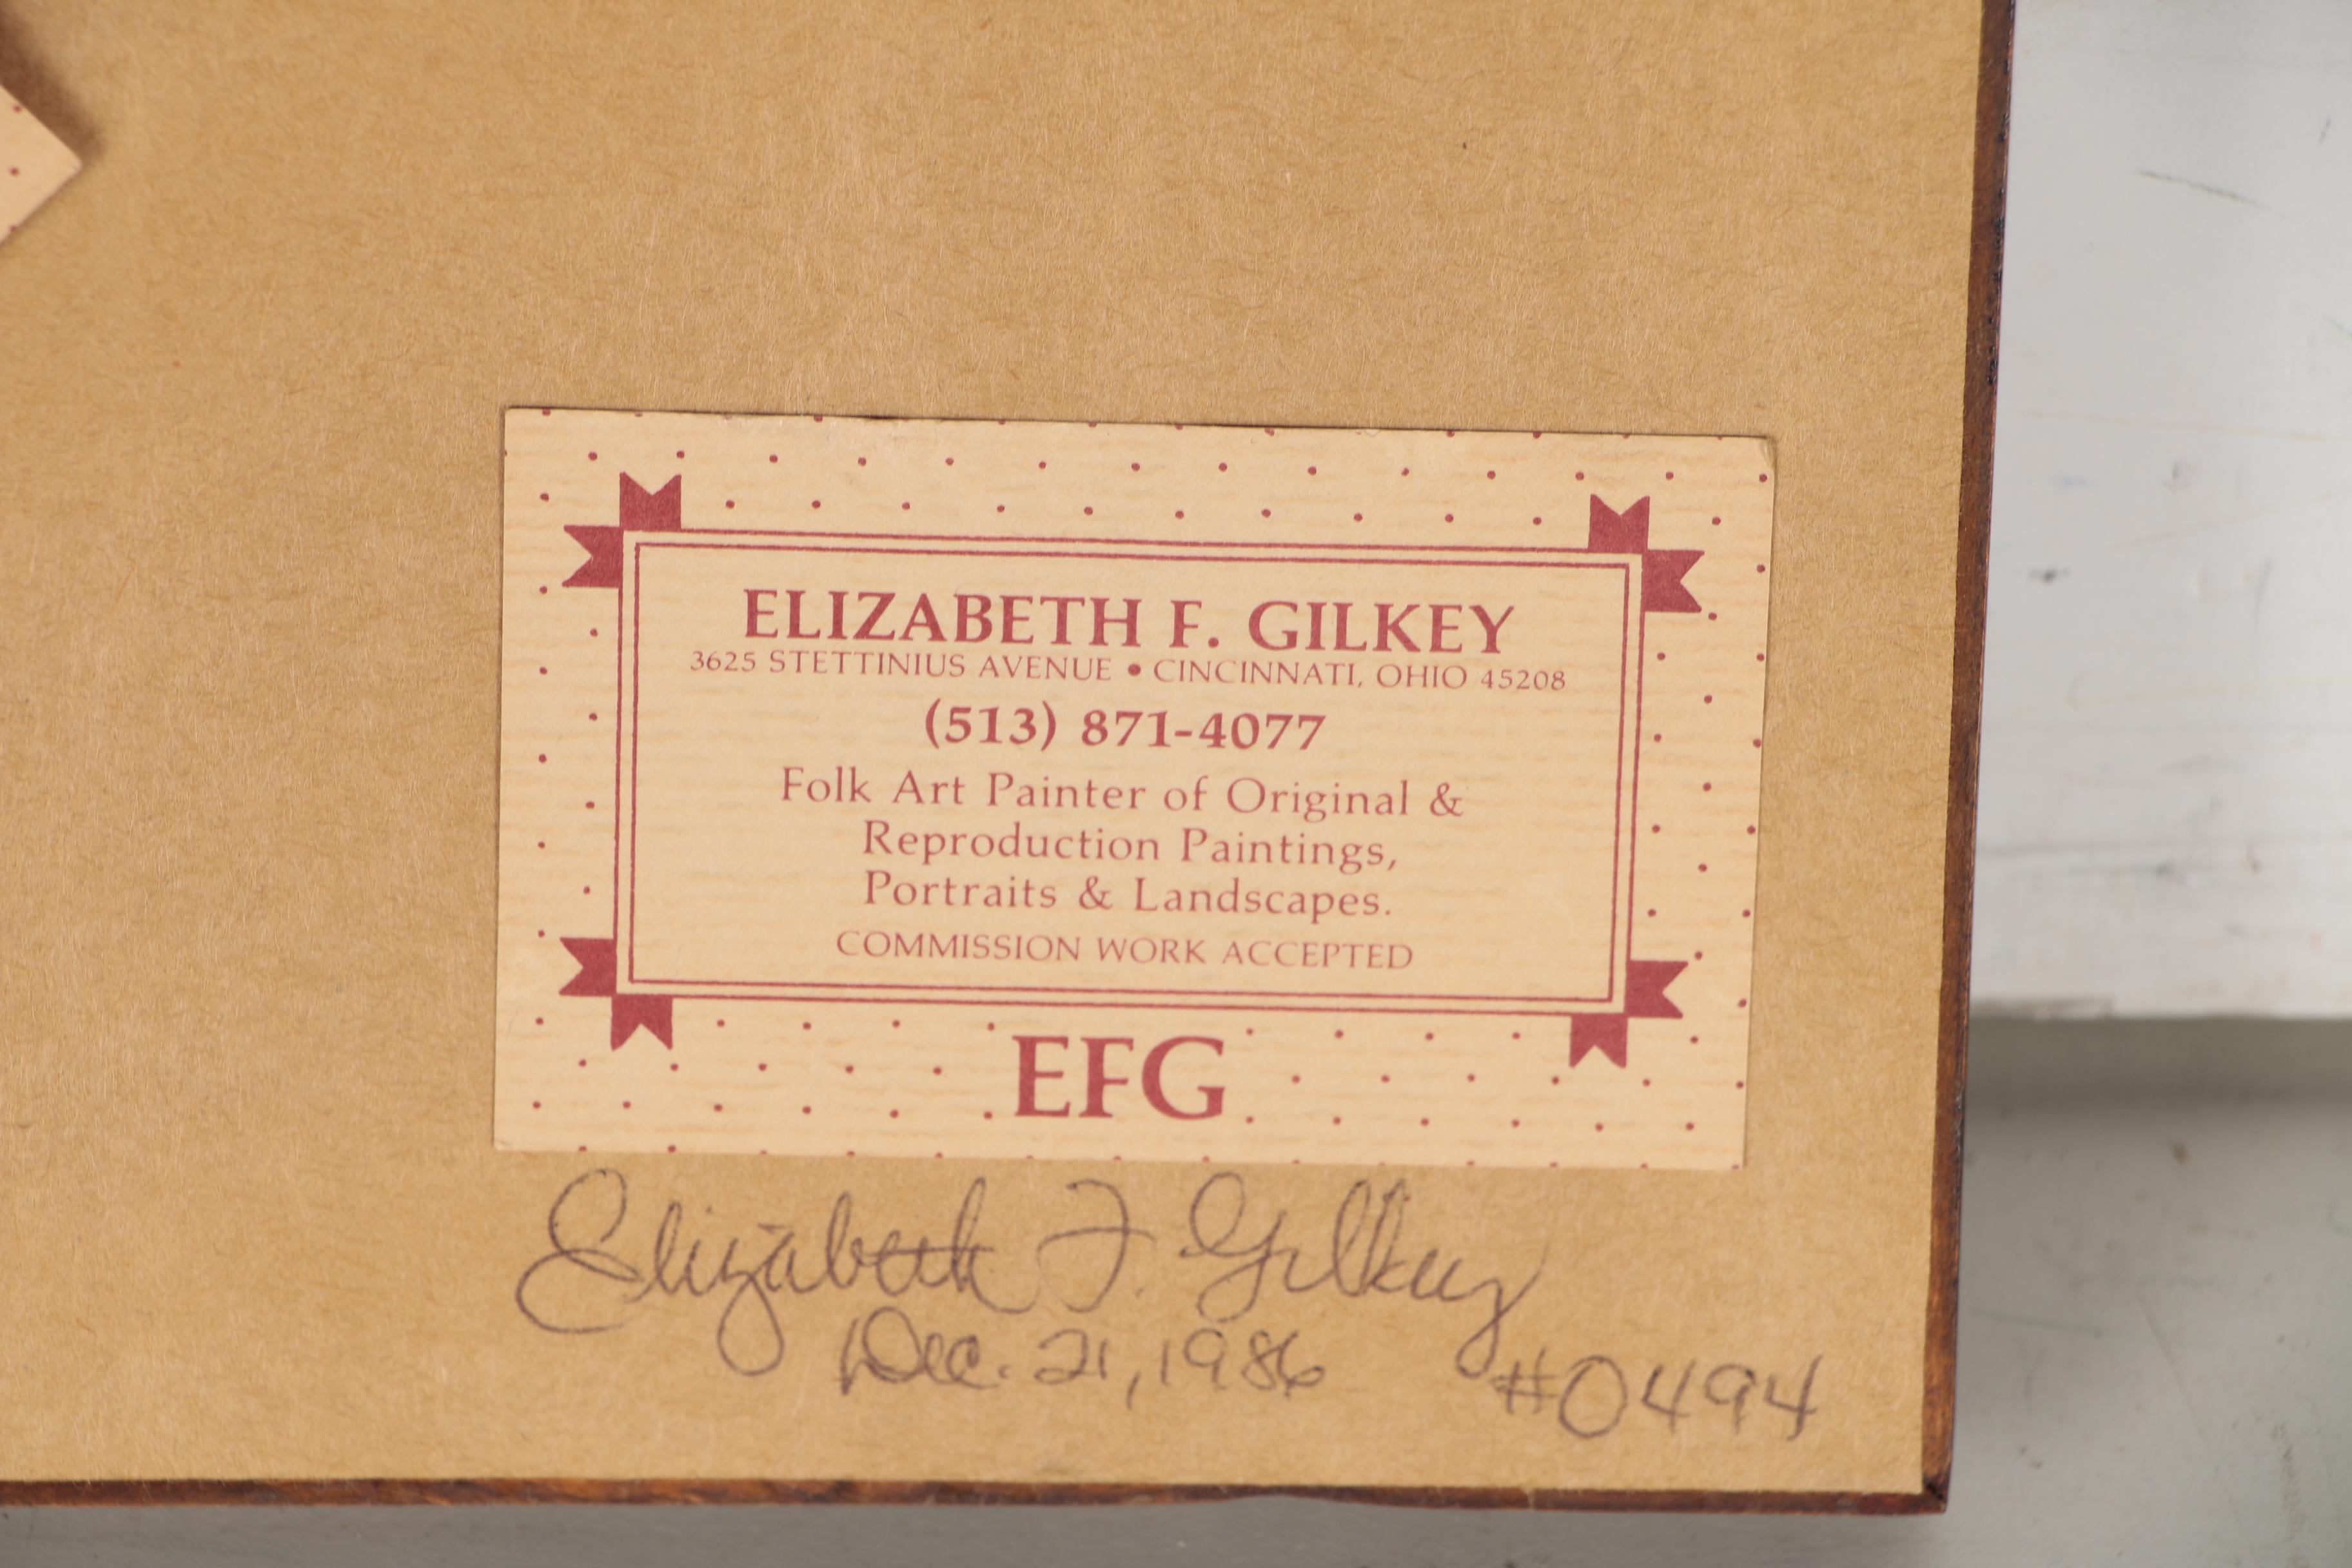 ELIZABETH F. GILKEY
3625 STETTINIUS AVENUE • CINCINNATI, OHIO 45208
(513) 871-4077
Folk Art Painter of Original &
Reproduction Paintings,
Portraits & Landscapes.
COMMISSION WORK ACCEPTED
EFG
Elizabeth F. Gilkey
Dec. 21, 1986 #0494